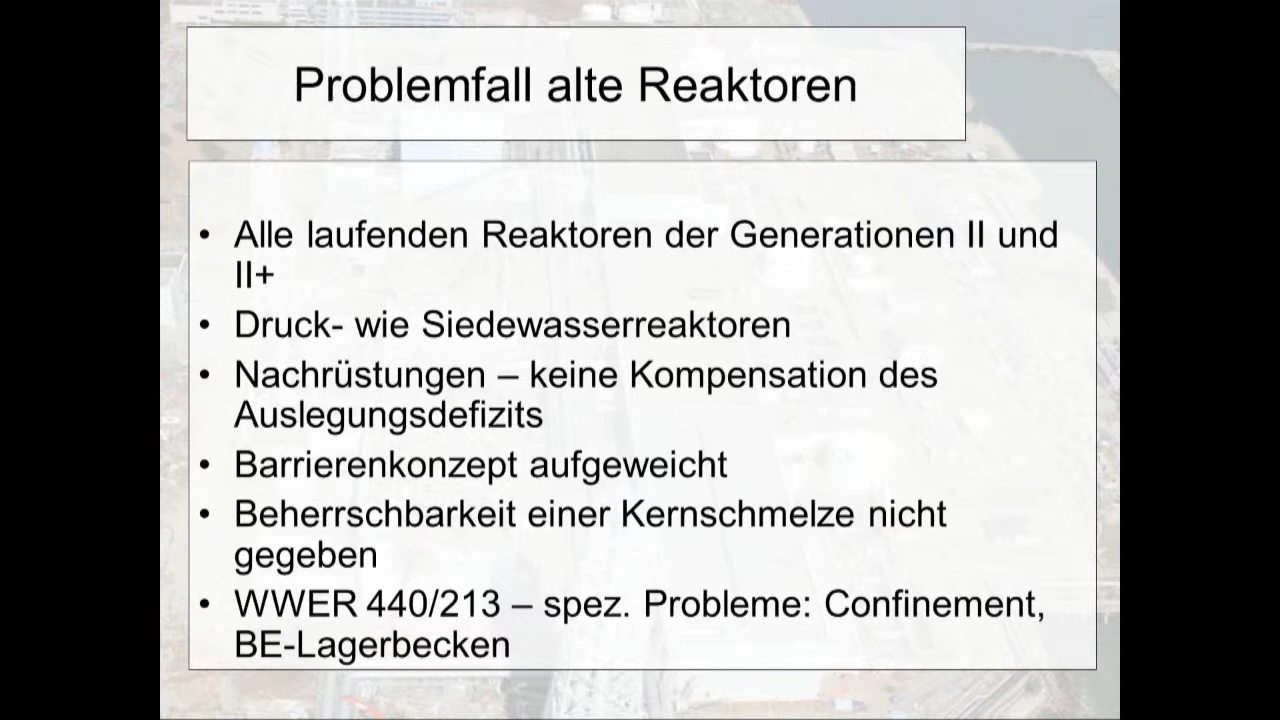 Problemfall alte Reaktoren
• Alle laufenden Reaktoren der Generationen II und
II+
• Druck- wie Siedewasserreaktoren
• Nachrüstungen – keine Kompensation des
Auslegungsdefizits
• Barrierenkonzept aufgeweicht
• Beherrschbarkeit einer Kernschmelze nicht
gegeben
• WWER 440/213 – spez. Probleme: Confinement,
BE-Lagerbecken